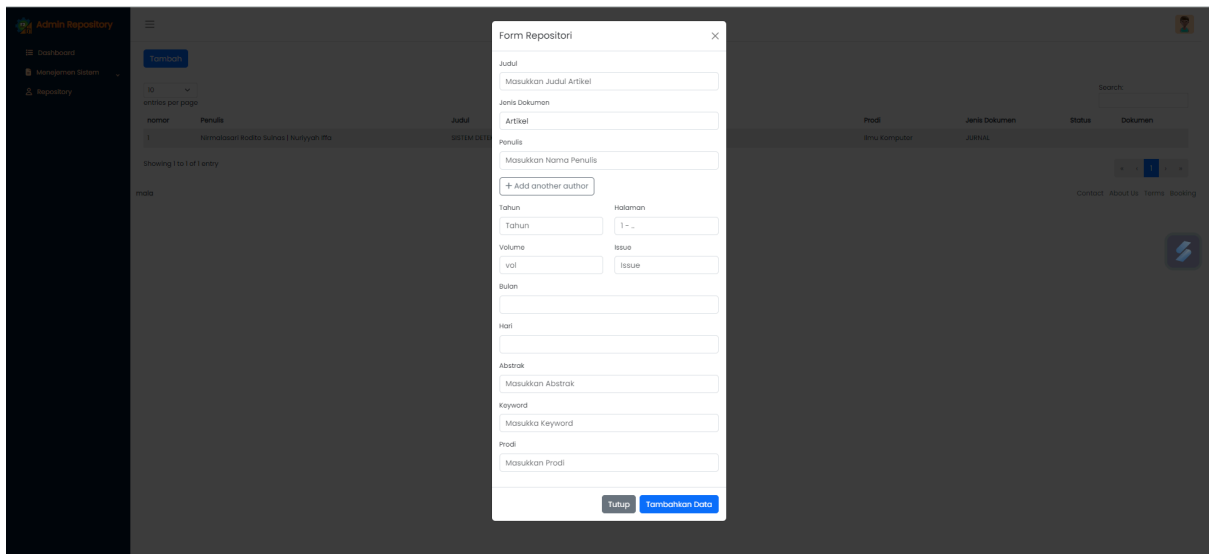 Admin Repository
Dashboard
Menejemen Sistem
Repository
Tambah
10
entries per page
Search:
nomor Penulis Judul Prodi Jenis Dokumen Status Dokumen
1 Nirmalasari Rodita Sulnas | Nuriyyah Iffia SISTEM DETE Ilmu Komputer JURNAL
Showing 1 to 1 of 1 entry
« ‹ 1 › »
mala
Contact About Us Terms Booking
Form Repositori
Judul
Masukkan Judul Artikel
Jenis Dokumen
Artikel
Penulis
Masukkan Nama Penulis
+ Add another author
Tahun Halaman
Tahun 1 - ..
Volume Issue
vol Issue
Bulan
Hari
Abstrak
Masukkan Abstrak
Keyword
Masukka Keyword
Prodi
Masukkan Prodi
Tutup Tambahkan Data